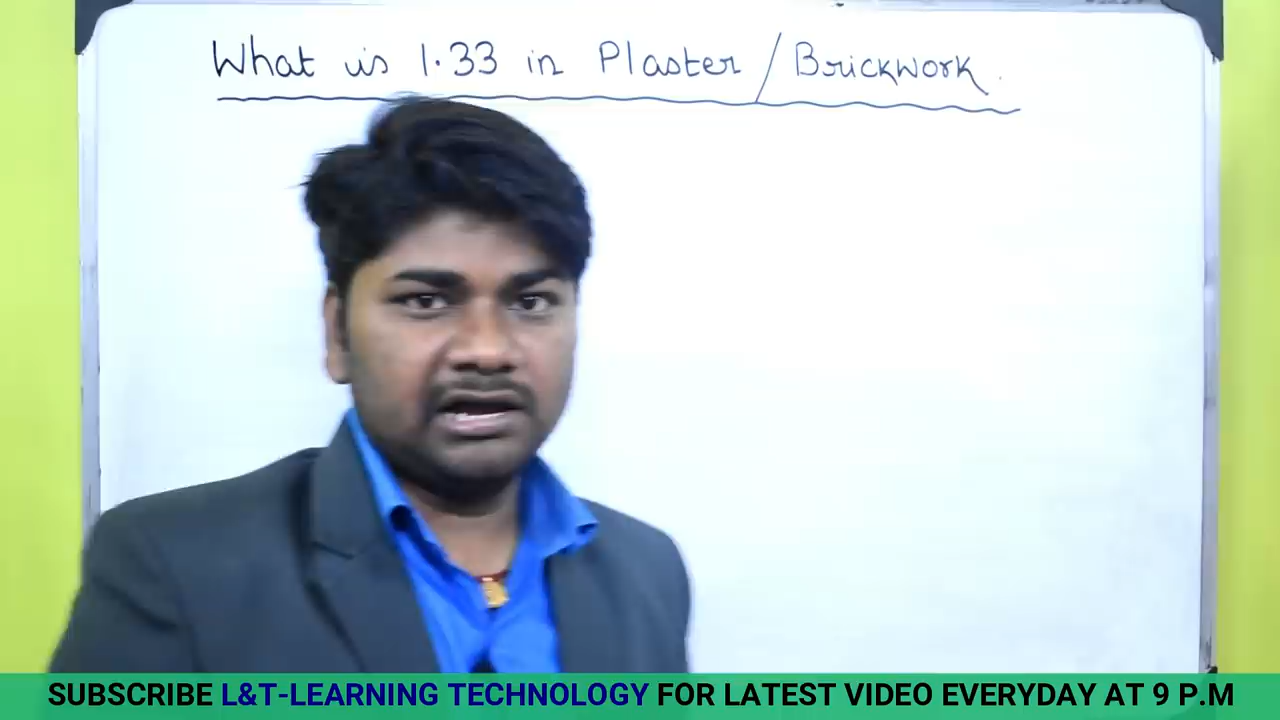 What is 1.33 in Plaster / Brickwork.
SUBSCRIBE L&T-LEARNING TECHNOLOGY FOR LATEST VIDEO EVERYDAY AT 9 P.M